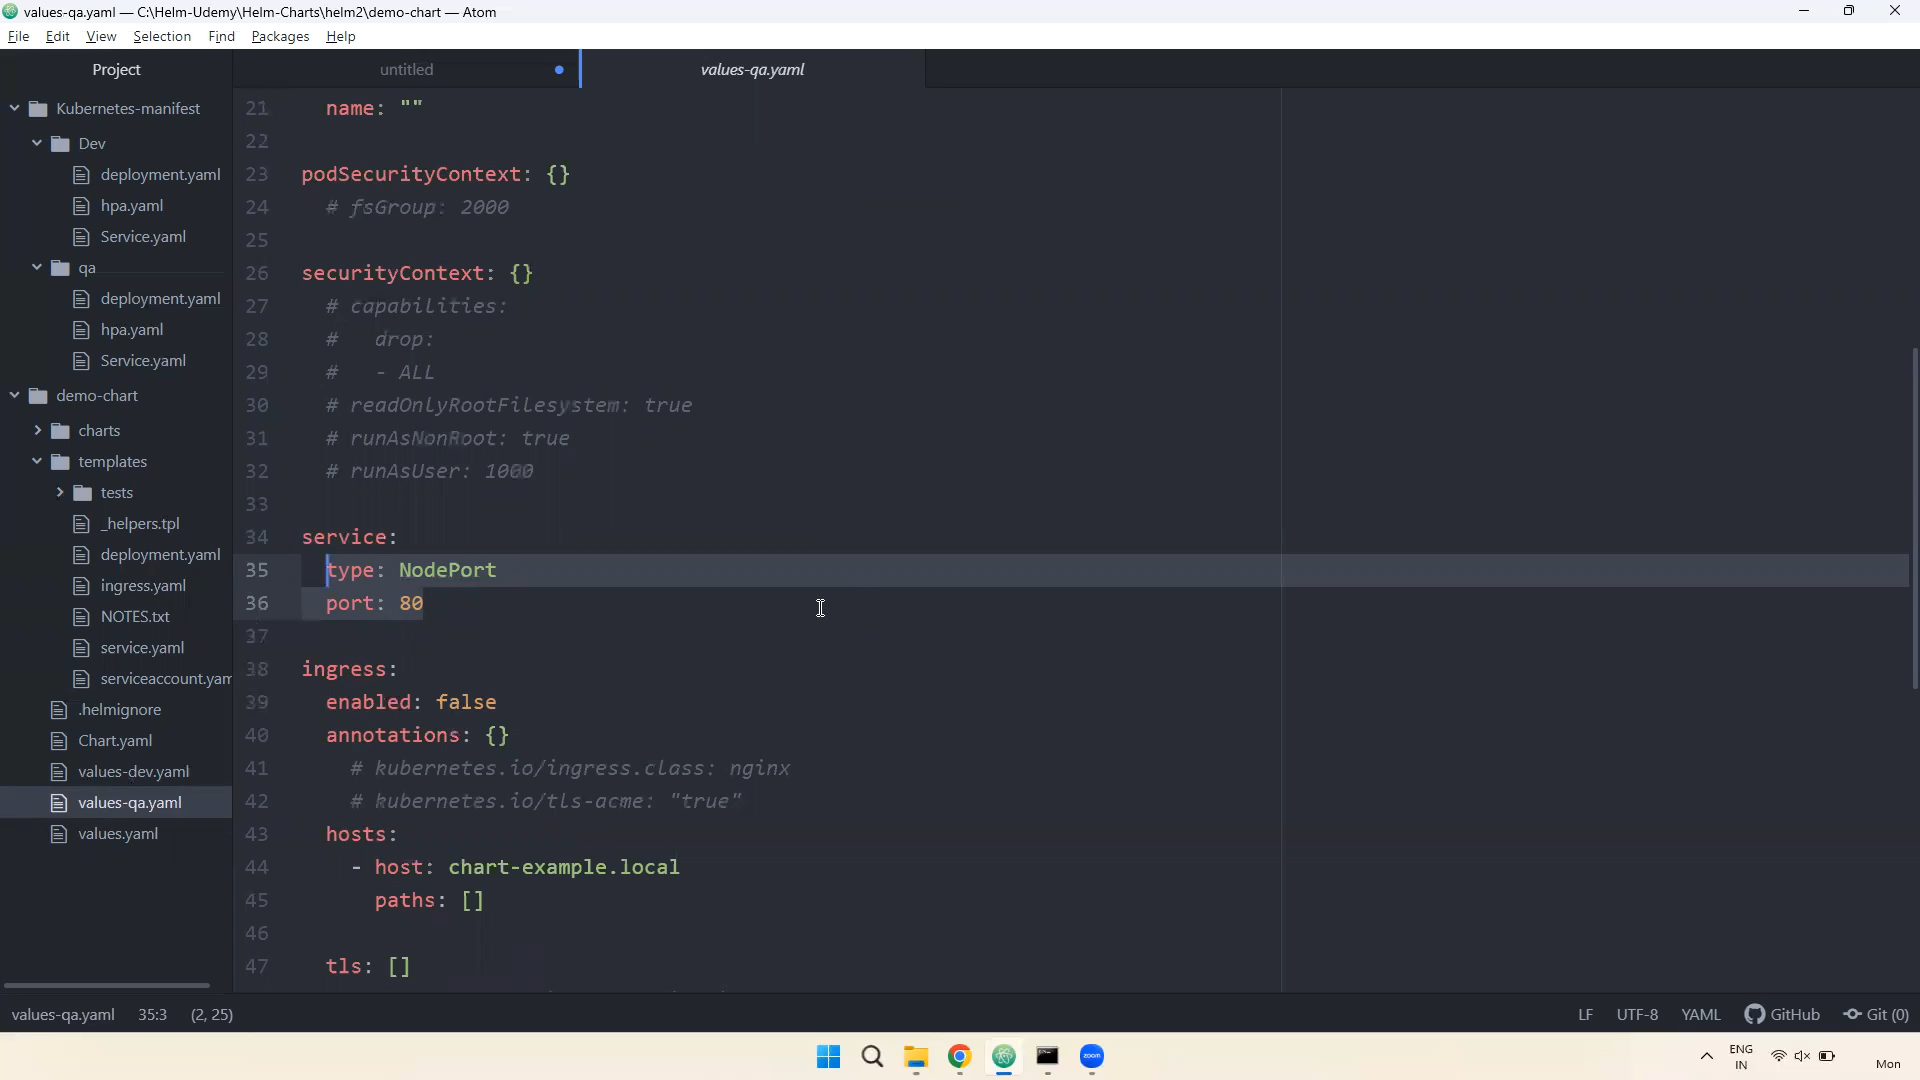 values-qa.yaml — C:\Helm-Udemy\Helm-Charts\helm2\demo-chart — Atom
File Edit View Selection Find Packages Help
Project
untitled
values-qa.yaml
Kubernetes-manifest
Dev
deployment.yaml
hpa.yaml
Service.yaml
qa
deployment.yaml
hpa.yaml
Service.yaml
demo-chart
charts
templates
tests
_helpers.tpl
deployment.yaml
ingress.yaml
NOTES.txt
service.yaml
serviceaccount.yam
.helmignore
Chart.yaml
values-dev.yaml
values-qa.yaml
values.yaml
21 name: ""
22
23 podSecurityContext: {}
24 # fsGroup: 2000
25
26 securityContext: {}
27 # capabilities:
28 #   drop:
29 #   - ALL
30 # readOnlyRootFilesystem: true
31 # runAsNonRoot: true
32 # runAsUser: 1000
33
34 service:
35 type: NodePort
36 port: 80
37
38 ingress:
39 enabled: false
40 annotations: {}
41 # kubernetes.io/ingress.class: nginx
42 # kubernetes.io/tls-acme: "true"
43 hosts:
44 - host: chart-example.local
45 paths: []
46
47 tls: []
values-qa.yaml 35:3 (2, 25)
LF UTF-8 YAML GitHub Git (0)
zoom
ENG
IN
Mon